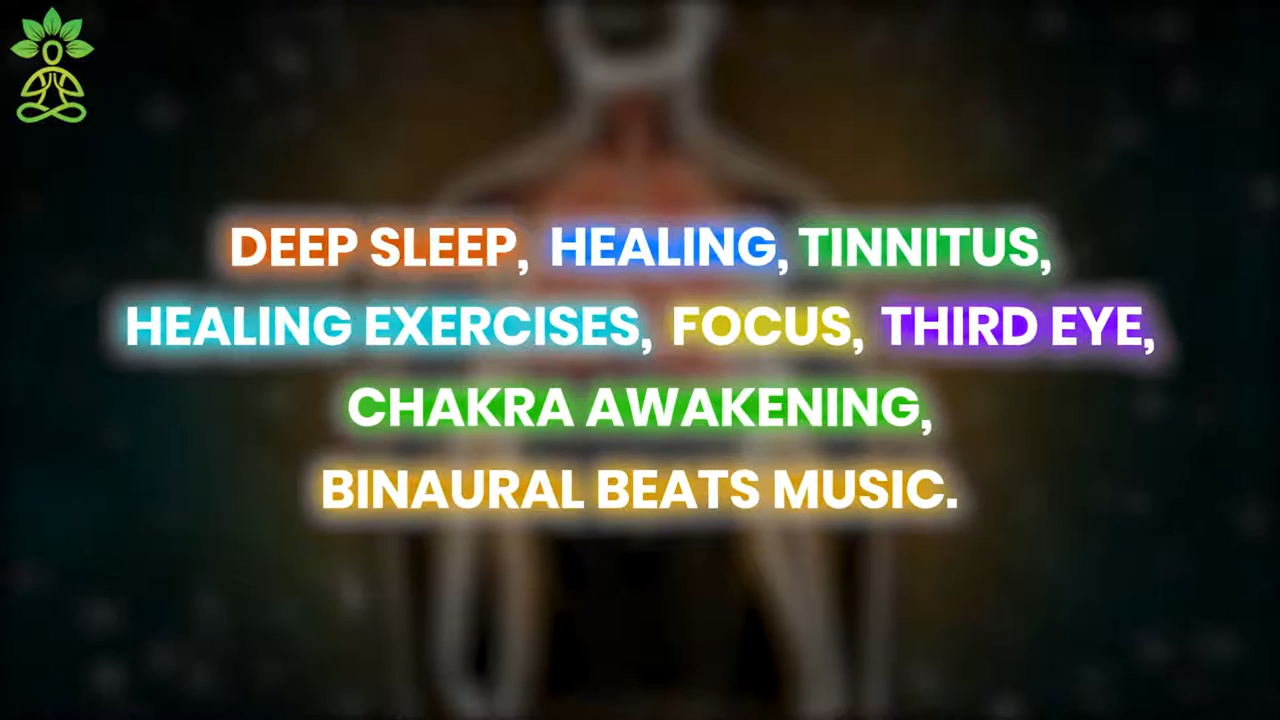 DEEP SLEEP, HEALING, TINNITUS,
HEALING EXERCISES, FOCUS, THIRD EYE,
CHAKRA AWAKENING,
BINAURAL BEATS MUSIC.